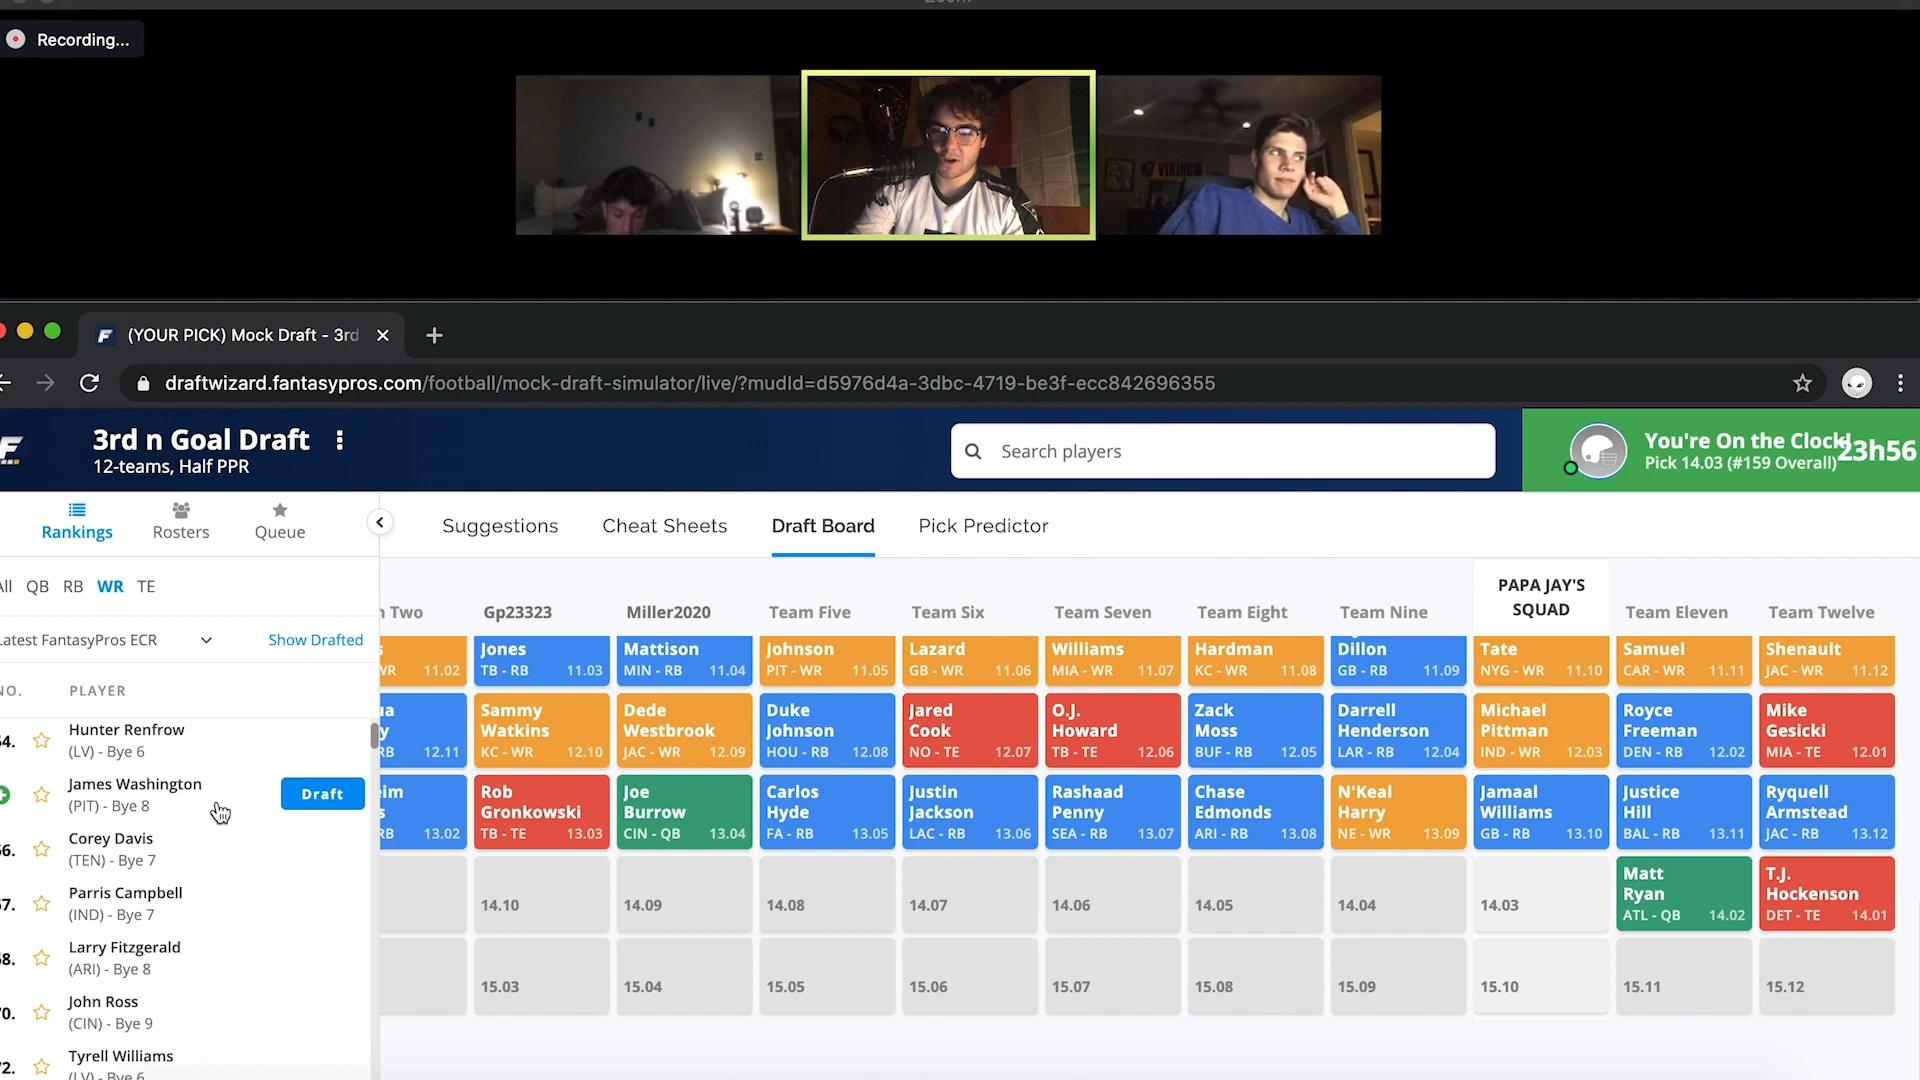 Recording...
VIKINGS
(YOUR PICK) Mock Draft - 3rd
draftwizard.fantasypros.com/football/mock-draft-simulator/live/?mudId=d5976d4a-3dbc-4719-be3f-ecc842696355
3rd n Goal Draft
12-teams, Half PPR
Search players
You're On the Clock!
23h56
Pick 14.03 (#159 Overall)
Rankings
Rosters
Queue
Suggestions
Cheat Sheets
Draft Board
Pick Predictor
QB RB WR TE
Latest FantasyPros ECR
Show Drafted
PLAYER
Hunter Renfrow
(LV) - Bye 6
James Washington
(PIT) - Bye 8
Draft
Corey Davis
(TEN) - Bye 7
Parris Campbell
(IND) - Bye 7
Larry Fitzgerald
(ARI) - Bye 8
John Ross
(CIN) - Bye 9
Tyrell Williams
(LV) - Bye 6
Two
Gp23323
Miller2020
Team Five
Team Six
Team Seven
Team Eight
Team Nine
PAPA JAY'S
SQUAD
Team Eleven
Team Twelve
WR 11.02
Jones
TB - RB 11.03
Mattison
MIN - RB 11.04
Johnson
PIT - WR 11.05
Lazard
GB - WR 11.06
Williams
MIA - WR 11.07
Hardman
KC - WR 11.08
Dillon
GB - RB 11.09
Tate
NYG - WR 11.10
Samuel
CAR - WR 11.11
Shenault
JAC - WR 11.12
RB 12.11
Sammy
Watkins
KC - WR 12.10
Dede
Westbrook
JAC - WR 12.09
Duke
Johnson
HOU - RB 12.08
Jared
Cook
NO - TE 12.07
O.J.
Howard
TB - TE 12.06
Zack
Moss
BUF - RB 12.05
Darrell
Henderson
LAR - RB 12.04
Michael
Pittman
IND - WR 12.03
Royce
Freeman
DEN - RB 12.02
Mike
Gesicki
MIA - TE 12.01
RB 13.02
Rob
Gronkowski
TB - TE 13.03
Joe
Burrow
CIN - QB 13.04
Carlos
Hyde
FA - RB 13.05
Justin
Jackson
LAC - RB 13.06
Rashaad
Penny
SEA - RB 13.07
Chase
Edmonds
ARI - RB 13.08
N'Keal
Harry
NE - WR 13.09
Jamaal
Williams
GB - RB 13.10
Justice
Hill
BAL - RB 13.11
Ryquell
Armstead
JAC - RB 13.12
14.10
14.09
14.08
14.07
14.06
14.05
14.04
14.03
Matt
Ryan
ATL - QB 14.02
T.J.
Hockenson
DET - TE 14.01
15.03
15.04
15.05
15.06
15.07
15.08
15.09
15.10
15.11
15.12